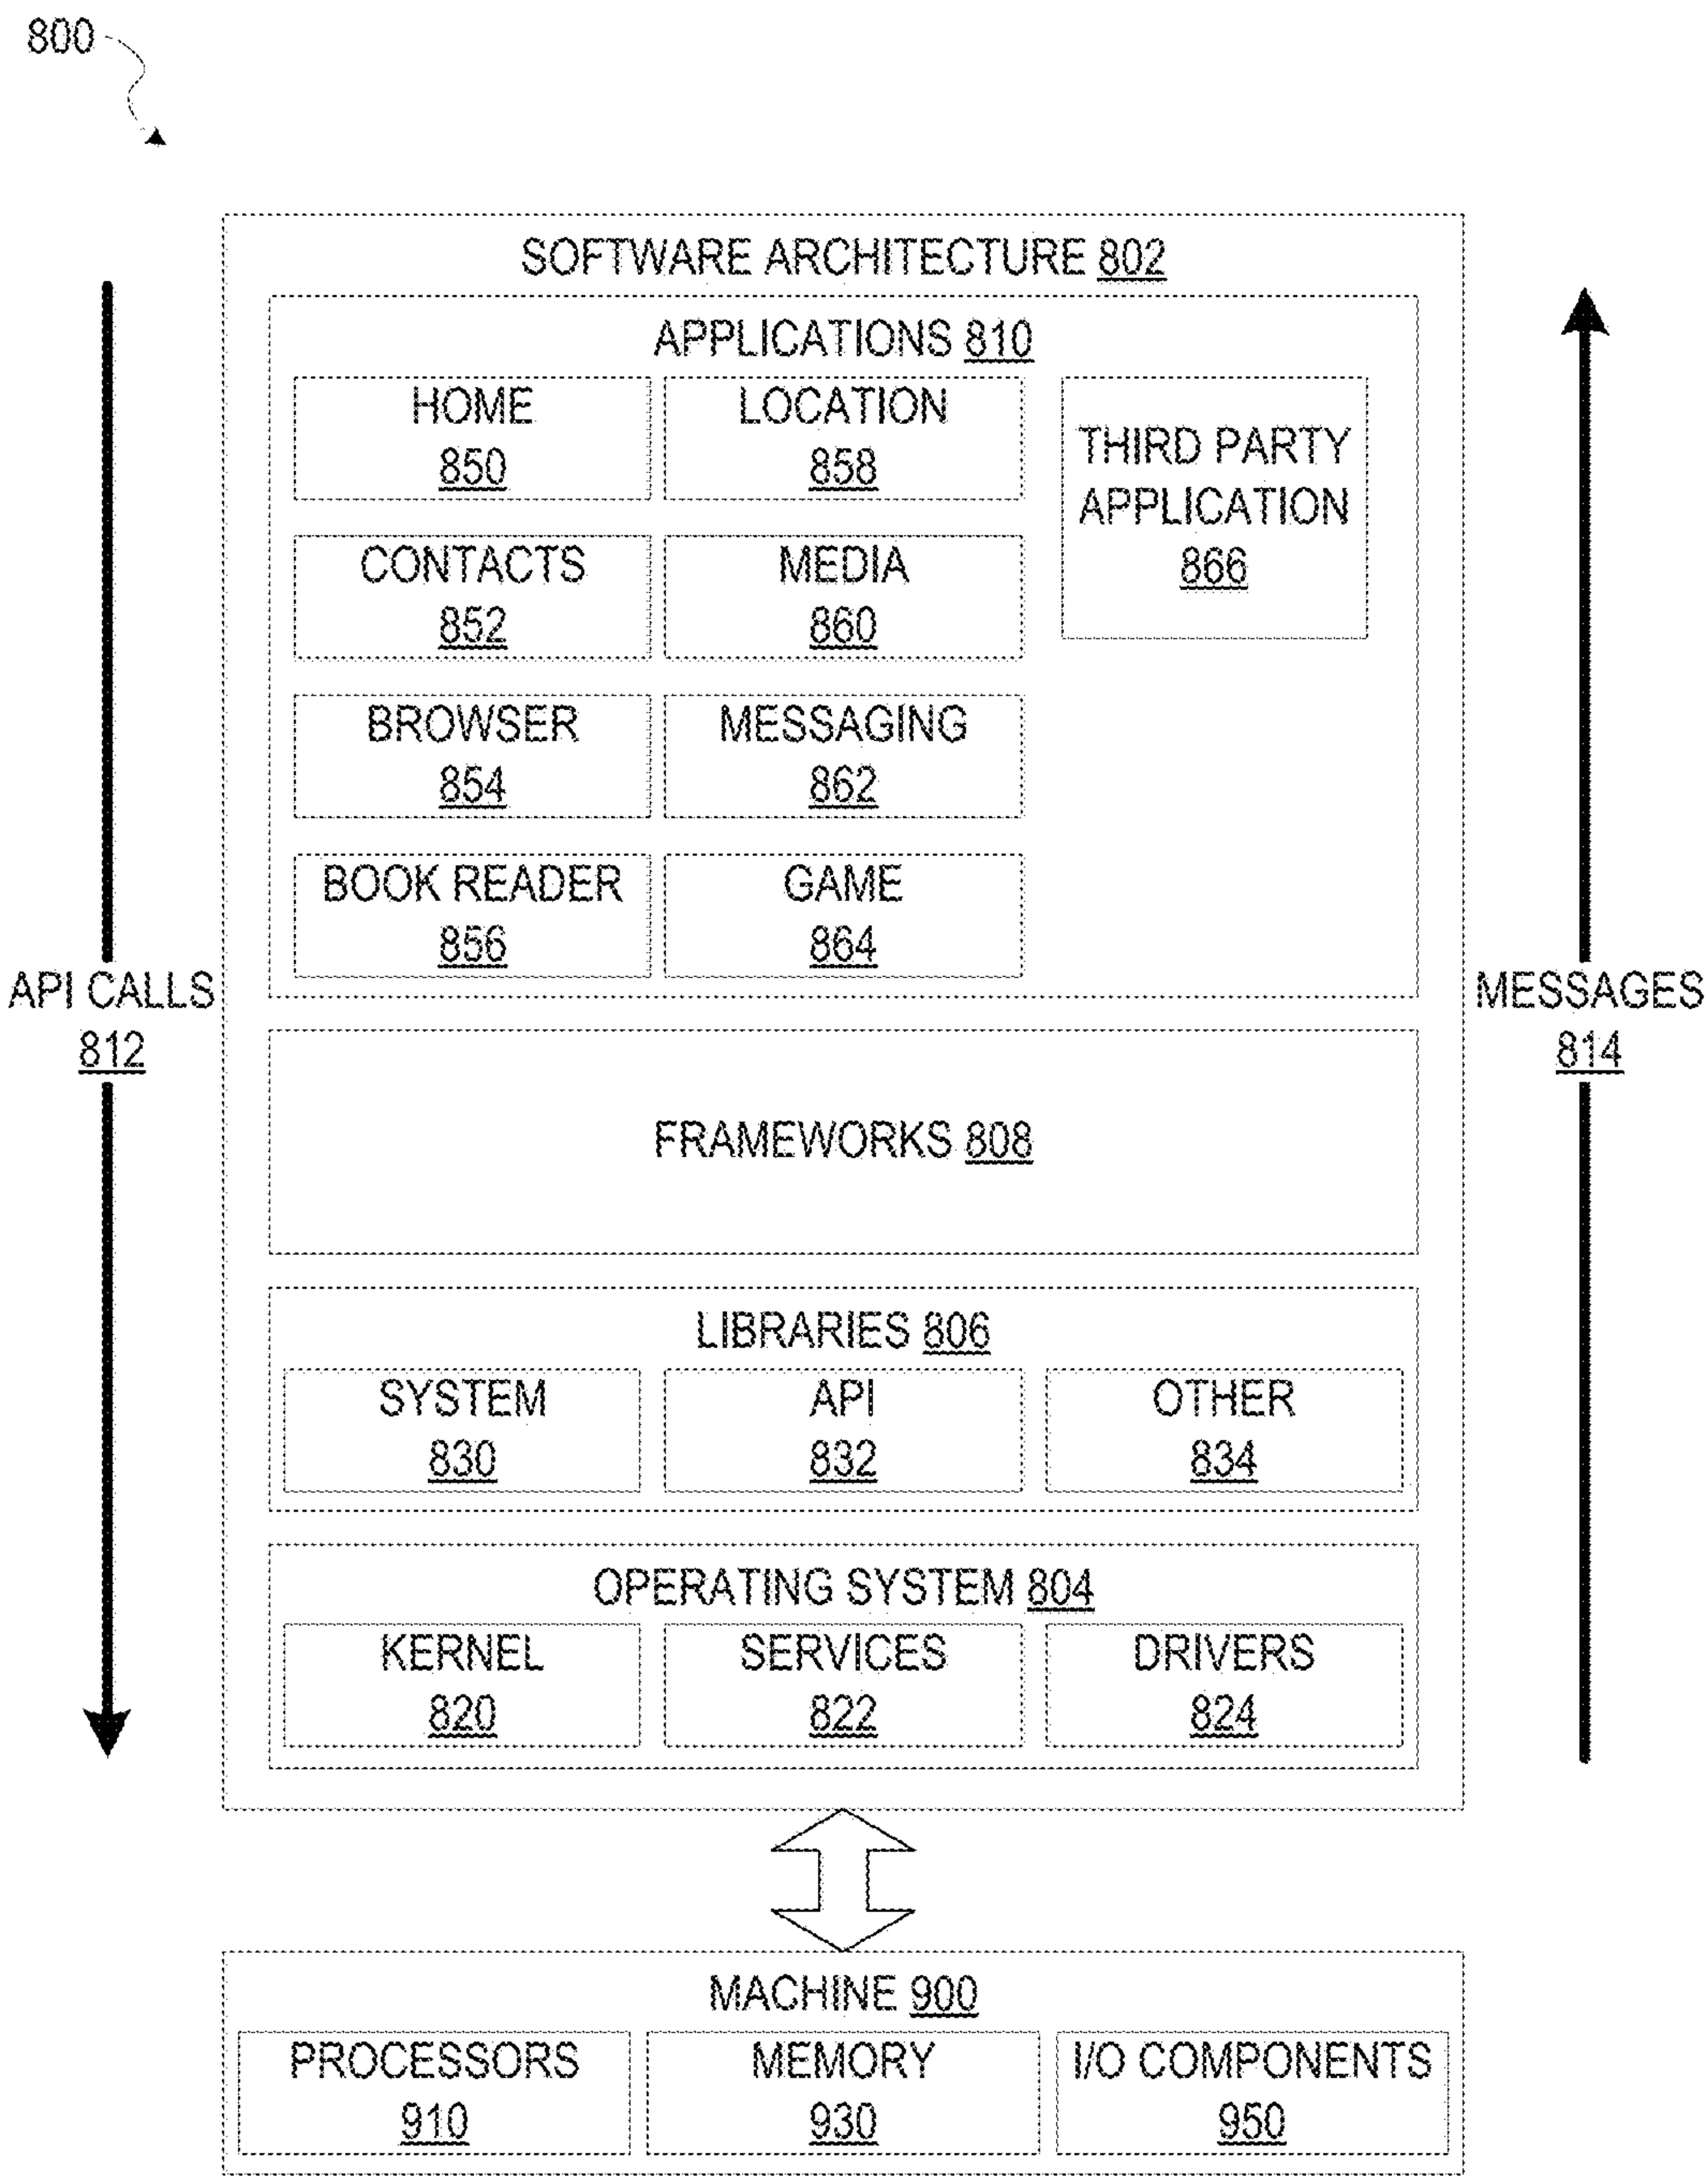 800
SOFTWARE ARCHITECTURE 802
APPLICATIONS 810
HOME
850
LOCATION
858
THIRD PARTY
APPLICATION
866
CONTACTS
852
MEDIA
860
BROWSER
854
MESSAGING
862
BOOK READER
856
GAME
864
API CALLS
812
MESSAGES
814
FRAMEWORKS 808
LIBRARIES 806
SYSTEM
830
API
832
OTHER
834
OPERATING SYSTEM 804
KERNEL
820
SERVICES
822
DRIVERS
824
MACHINE 900
PROCESSORS
910
MEMORY
930
I/O COMPONENTS
950